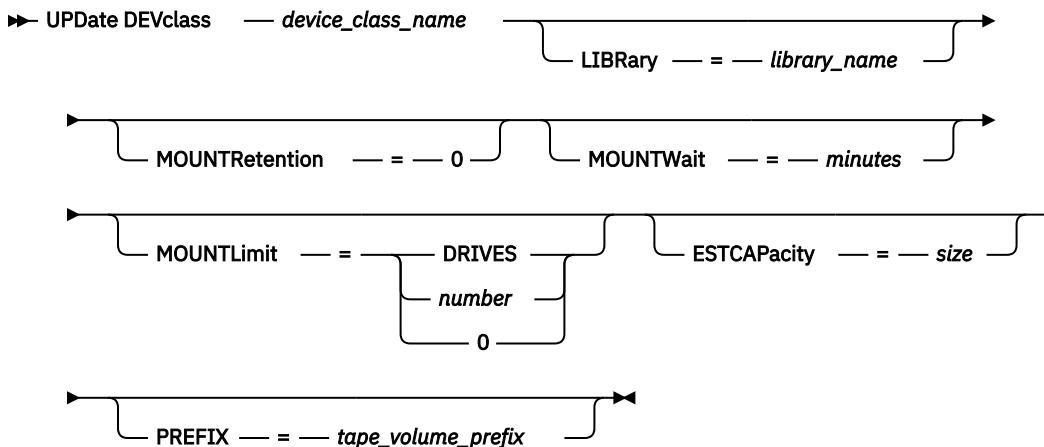 UPDate DEVclass — device_class_name
LIBRary — = — library_name
MOUNTRetention — = — 0
MOUNTWait — = — minutes
MOUNTLimit — = — DRIVES
number
0
ESTCAPacity — = — size
PREFIX — = — tape_volume_prefix